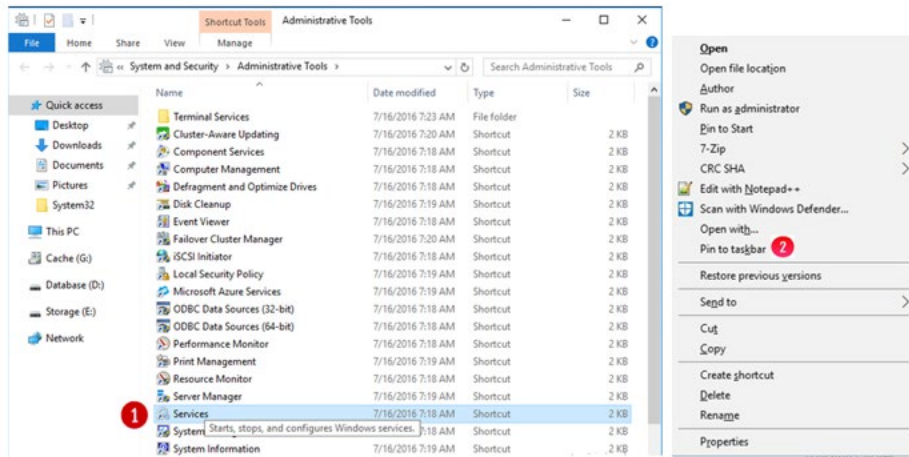 Shortcut Tools Administrative Tools
File Home Share View Manage
« System and Security > Administrative Tools > Search Administrative Tools
Name Date modified Type Size
Quick access
Desktop
Downloads
Documents
Pictures
System32
This PC
Cache (G:)
Database (D:)
Storage (E:)
Network
Terminal Services 7/16/2016 7:23 AM File folder
Cluster-Aware Updating 7/16/2016 7:20 AM Shortcut 2 KB
Component Services 7/16/2016 7:18 AM Shortcut 2 KB
Computer Management 7/16/2016 7:18 AM Shortcut 2 KB
Defragment and Optimize Drives 7/16/2016 7:18 AM Shortcut 2 KB
Disk Cleanup 7/16/2016 7:19 AM Shortcut 2 KB
Event Viewer 7/16/2016 7:18 AM Shortcut 2 KB
Failover Cluster Manager 7/16/2016 7:20 AM Shortcut 2 KB
iSCSI Initiator 7/16/2016 7:18 AM Shortcut 2 KB
Local Security Policy 7/16/2016 7:19 AM Shortcut 2 KB
Microsoft Azure Services 7/16/2016 7:19 AM Shortcut 2 KB
ODBC Data Sources (32-bit) 7/16/2016 7:18 AM Shortcut 2 KB
ODBC Data Sources (64-bit) 7/16/2016 7:18 AM Shortcut 2 KB
Performance Monitor 7/16/2016 7:18 AM Shortcut 2 KB
Print Management 7/16/2016 7:19 AM Shortcut 2 KB
Resource Monitor 7/16/2016 7:18 AM Shortcut 2 KB
Server Manager 7/16/2016 7:19 AM Shortcut 2 KB
1 Services 7/16/2016 7:18 AM Shortcut 2 KB
System 7:18 AM Shortcut 2 KB
Starts, stops, and configures Windows services.
System Information 7/16/2016 7:19 AM Shortcut 2 KB
Open
Open file location
Author
Run as administrator
Pin to Start
7-Zip
CRC SHA
Edit with Notepad++
Scan with Windows Defender...
Open with...
Pin to taskbar 2
Restore previous versions
Send to
Cut
Copy
Create shortcut
Delete
Rename
Properties